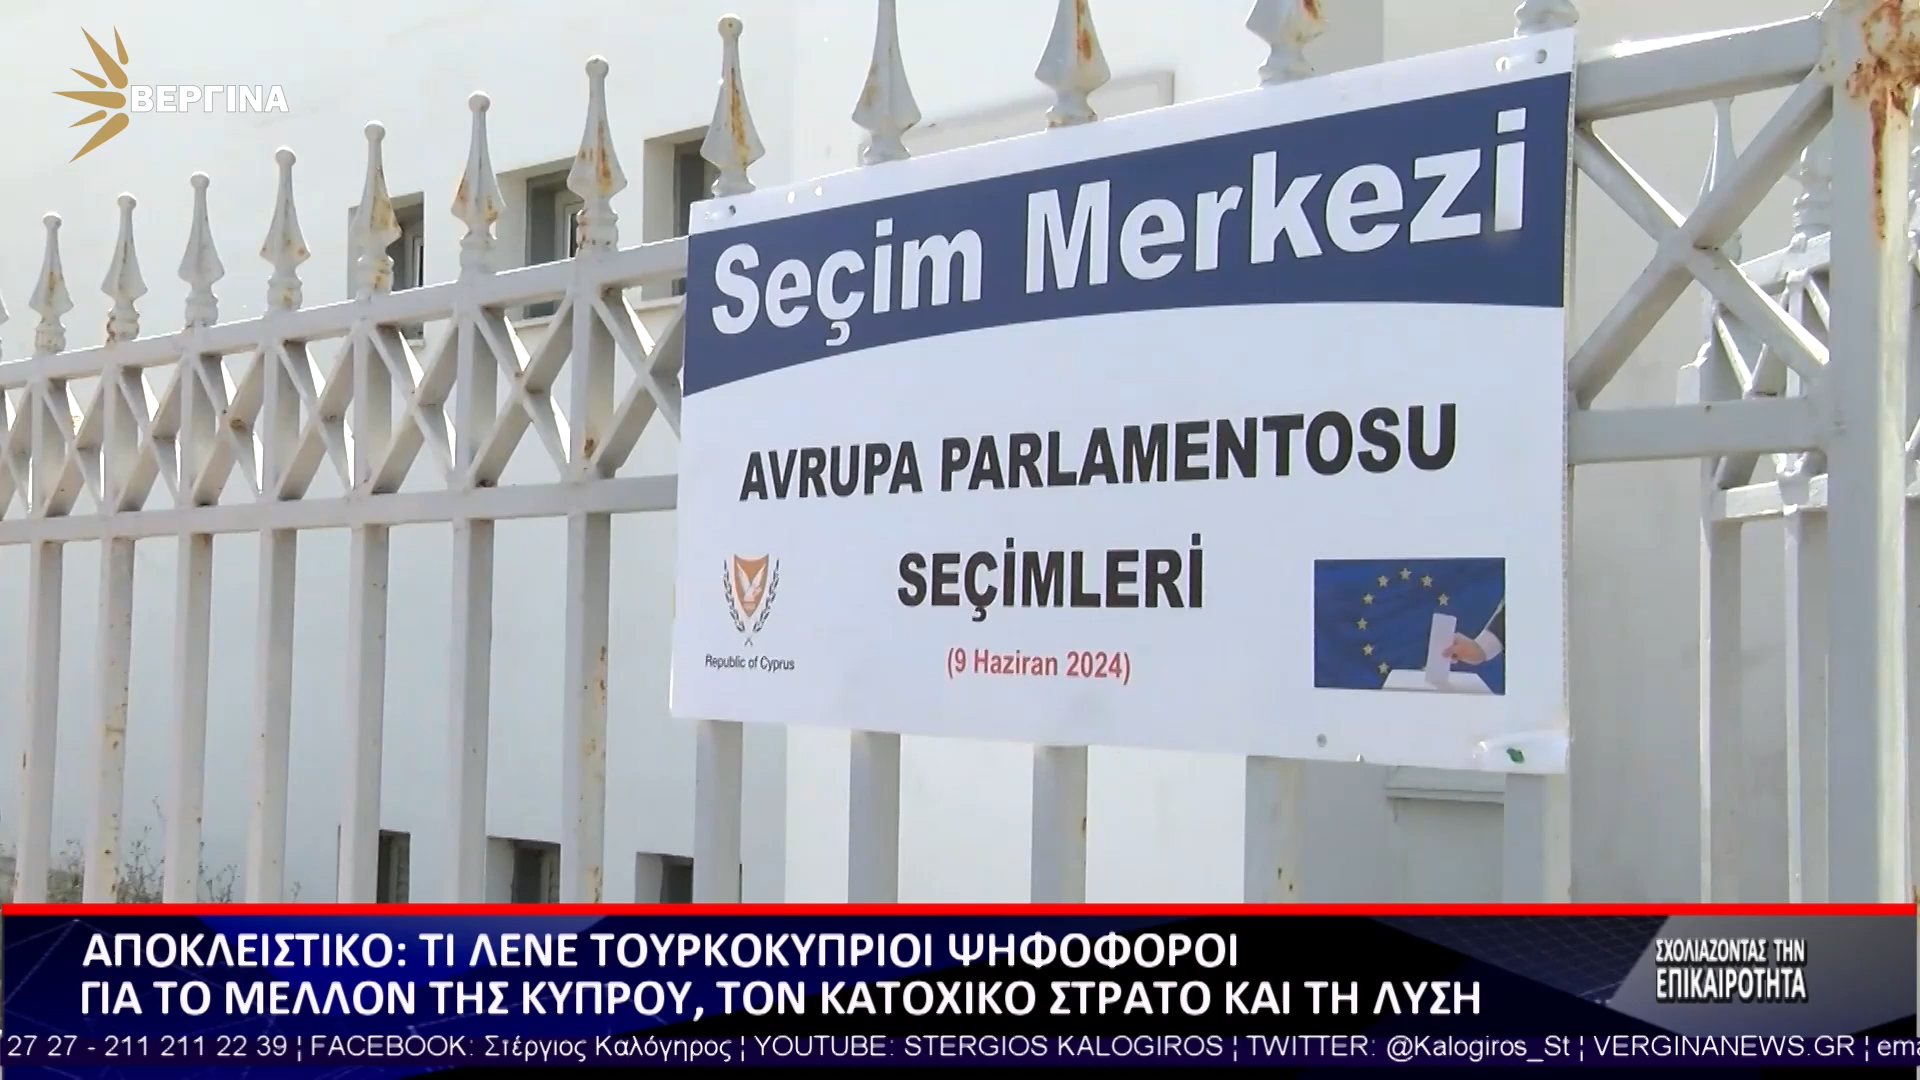 ΒΕΡΓΙΝΑ
Seçim Merkezi
AVRUPA PARLAMENTOSU
SEÇİMLERİ
(9 Haziran 2024)
Republic of Cyprus
ΑΠΟΚΛΕΙΣΤΙΚΟ: ΤΙ ΛΕΝΕ ΤΟΥΡΚΟΚΥΠΡΙΟΙ ΨΗΦΟΦΟΡΟΙ
ΓΙΑ ΤΟ ΜΕΛΛΟΝ ΤΗΣ ΚΥΠΡΟΥ, ΤΟΝ ΚΑΤΟΧΙΚΟ ΣΤΡΑΤΟ ΚΑΙ ΤΗ ΛΥΣΗ
ΣΧΟΛΙΑΖΟΝΤΑΣ ΤΗΝ
ΕΠΙΚΑΙΡΟΤΗΤΑ
27 27 - 211 211 22 39 ¦ FACEBOOK: Στέργιος Καλόγηρος ¦ YOUTUBE: STERGIOS KALOGIROS ¦ TWITTER: @Kalogiros_St ¦ VERGINANEWS.GR ¦ ema